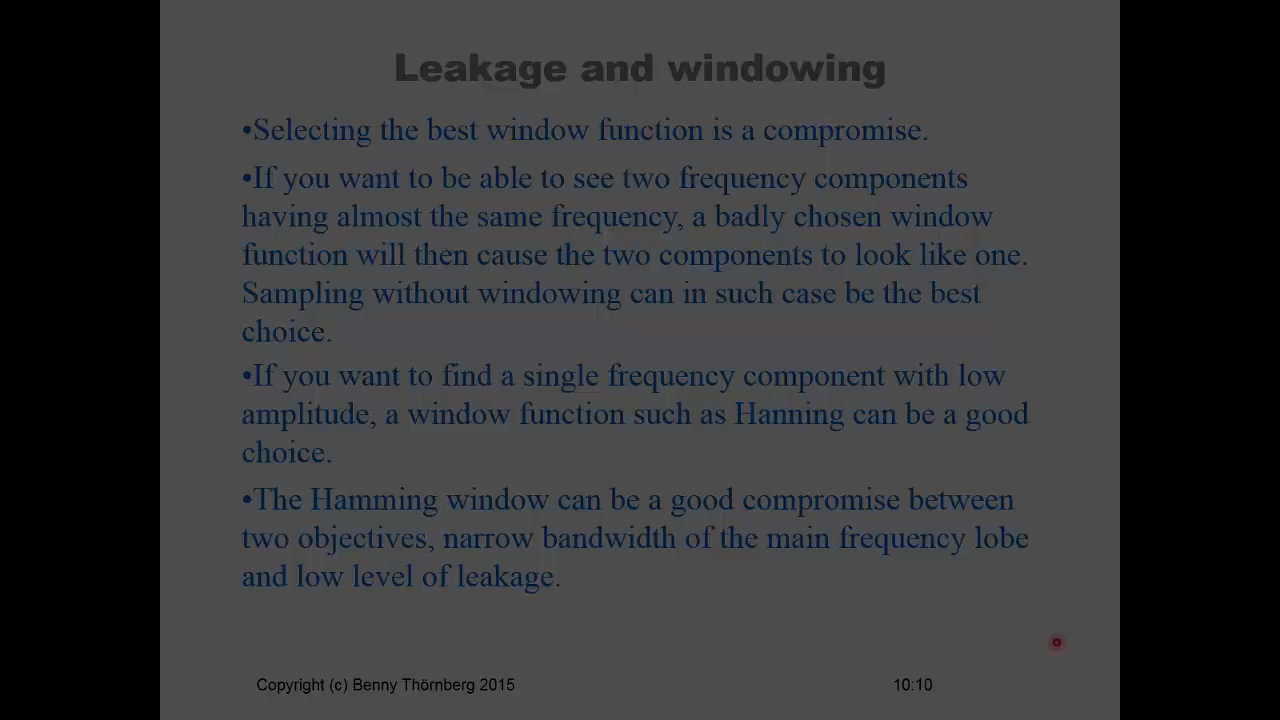 Leakage and windowing
•Selecting the best window function is a compromise.
•If you want to be able to see two frequency components
having almost the same frequency, a badly chosen window
function will then cause the two components to look like one.
Sampling without windowing can in such case be the best
choice.
•If you want to find a single frequency component with low
amplitude, a window function such as Hanning can be a good
choice.
•The Hamming window can be a good compromise between
two objectives, narrow bandwidth of the main frequency lobe
and low level of leakage.
Copyright (c) Benny Thörnberg 2015
10:10